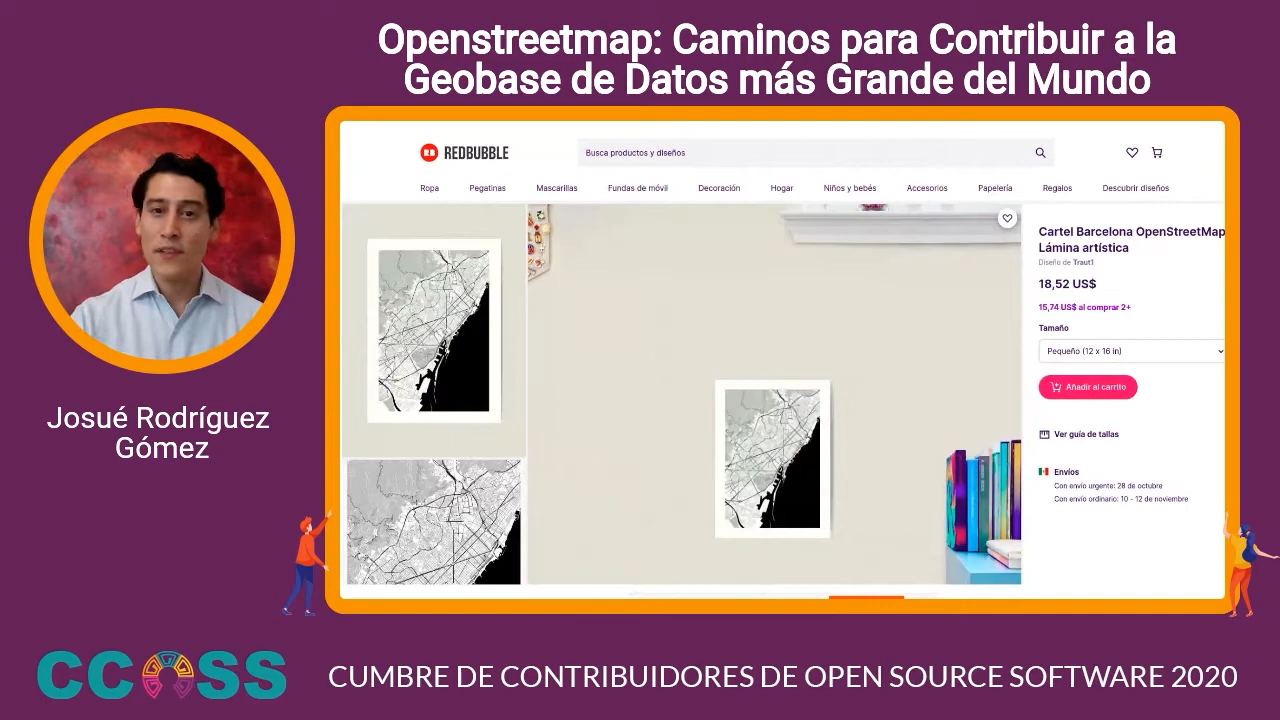 Openstreetmap: Caminos para Contribuir a la
Geobase de Datos más Grande del Mundo
Josué Rodríguez
Gómez
RB REDBUBBLE
Busca productos y diseños
Ropa
Pegatinas
Mascarillas
Fundas de móvil
Decoración
Hogar
Niños y bebés
Accesorios
Papelería
Regalos
Descubrir diseños
Cartel Barcelona OpenStreetMap
Lámina artística
Diseño de Traut1
18,52 US$
15,74 US$ al comprar 2+
Tamaño
Pequeño (12 x 16 in)
Añadir al carrito
Ver guía de tallas
Envíos
Con envío urgente: 28 de octubre
Con envío ordinario: 10 - 12 de noviembre
CCOSS
CUMBRE DE CONTRIBUIDORES DE OPEN SOURCE SOFTWARE 2020